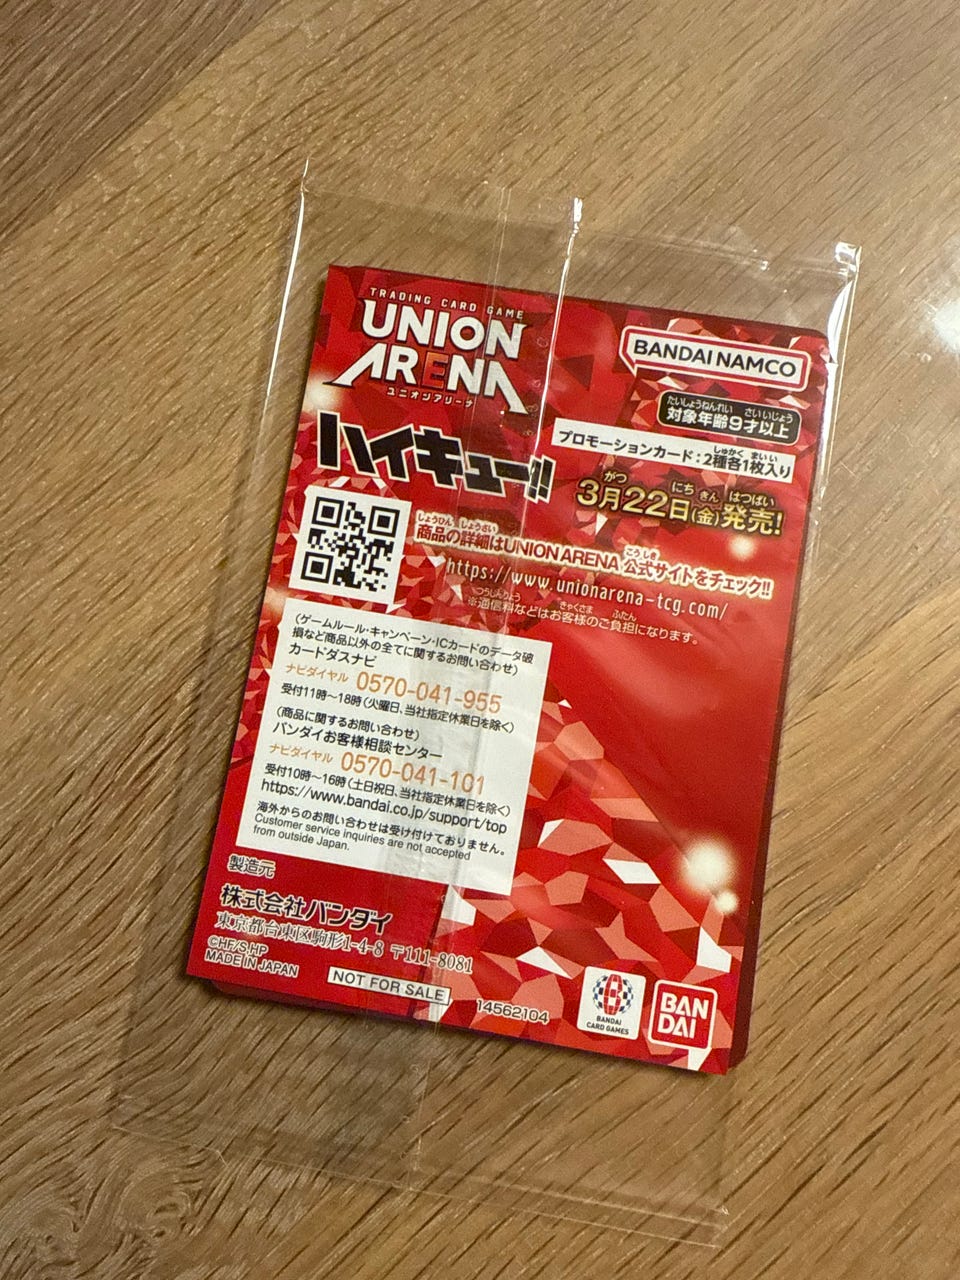 TRADING CARD GAME
UNION
ARENA
ユニオンアリーナ
BANDAI NAMCO
たいしょうねんれい さいいじょう
対象年齢9才以上
ハイキュー!!
しゅかく まいい
プロモーションカード:2種各1枚入り
がつ にち きん はつばい
3月22日(金)発売!
しょうひん しょうさい こうしき
商品の詳細はUNION ARENA 公式サイトをチェック!!
https://www.unionarena-tcg.com/
つうしんりょう きゃくさま ふたん
※通信料などはお客様のご負担になります。
(ゲームルール・キャンペーン・ICカードのデータ破
損など商品以外の全てに関するお問い合わせ)
カードダスナビ
ナビダイヤル 0570-041-955
受付11時～18時(火曜日、当社指定休業日を除く)
(商品に関するお問い合わせ)
バンダイお客様相談センター
ナビダイヤル 0570-041-101
受付10時～16時(土日祝日、当社指定休業日を除く)
https://www.bandai.co.jp/support/top
海外からのお問い合わせは受け付けておりません。
Customer service inquiries are not accepted
from outside Japan.
製造元
株式会社バンダイ
東京都台東区駒形1-4-8 〒111-8081
©HF/S,HP
MADE IN JAPAN
NOT FOR SALE
14562104
BANDAI
CARD GAMES
BAN
DAI